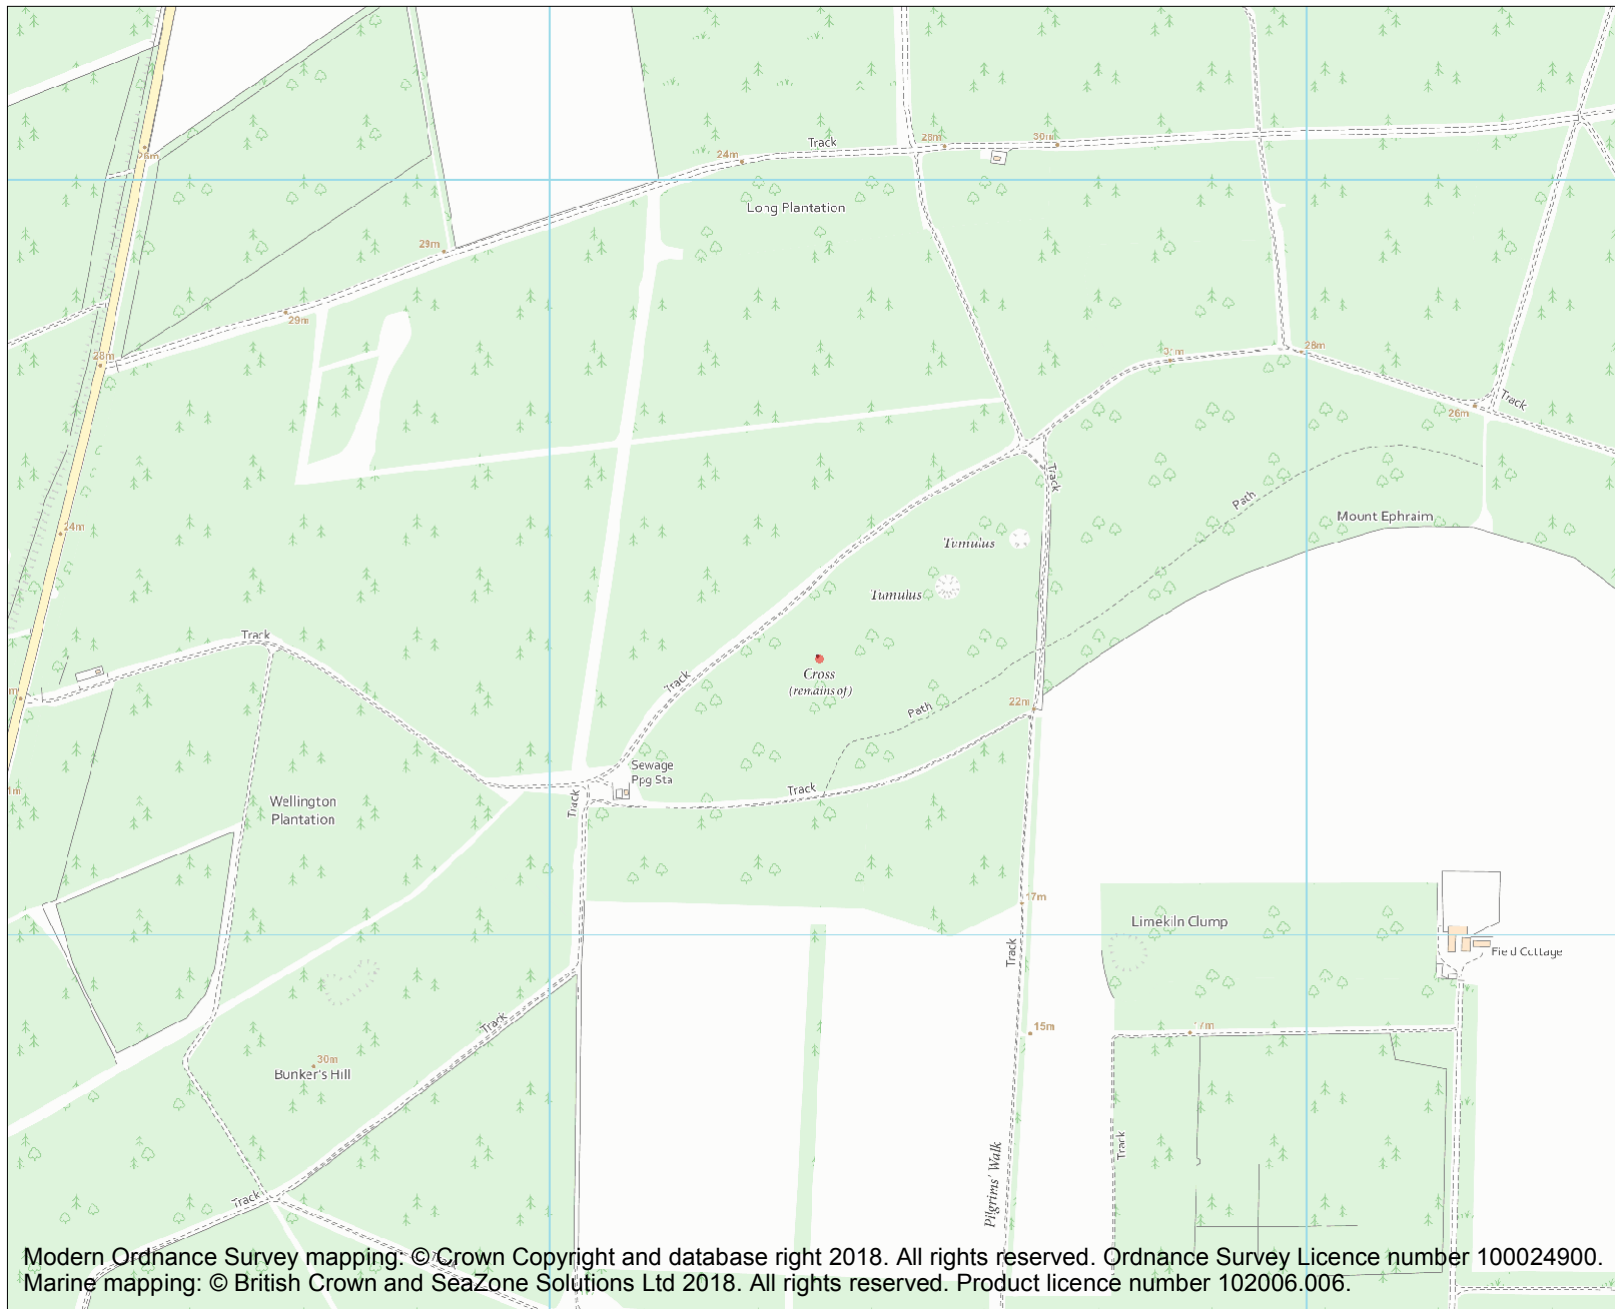 Track
28m
30m
24m
Long Plantation
29m
29m
28m
28m
Track
26m
Track
Path
Mount Ephraim
24m
Tumulus
Tumulus
Track
Track
Cross
(remains of)
Path
22m
Sewage
Ppg Sta
Track
Track
Wellington
Plantation
17m
Limekiln Clump
Track
Field Cottage
Track
15m
17m
30m
Bunker's Hill
Track
Pilgrims' Walk
Track
Modern Ordnance Survey mapping: © Crown Copyright and database right 2018. All rights reserved. Ordnance Survey Licence number 100024900.
Marine mapping: © British Crown and SeaZone Solutions Ltd 2018. All rights reserved. Product licence number 102006.006.